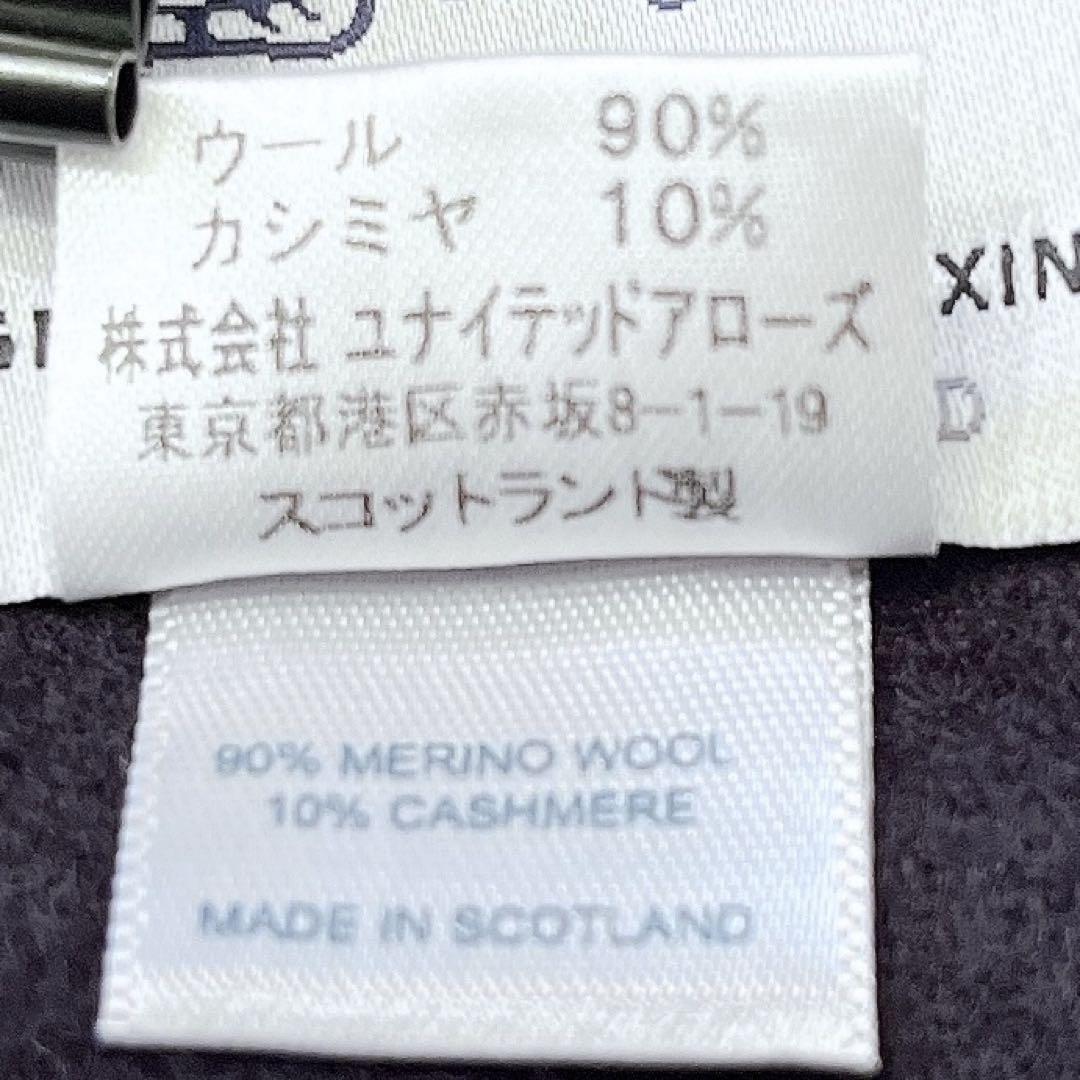 ウール 90%
カシミヤ 10%
株式会社 ユナイテッドアローズ
東京都港区赤坂8-1-19
スコットランド製
XIN
D
90% MERINO WOOL
10% CASHMERE
MADE IN SCOTLAND